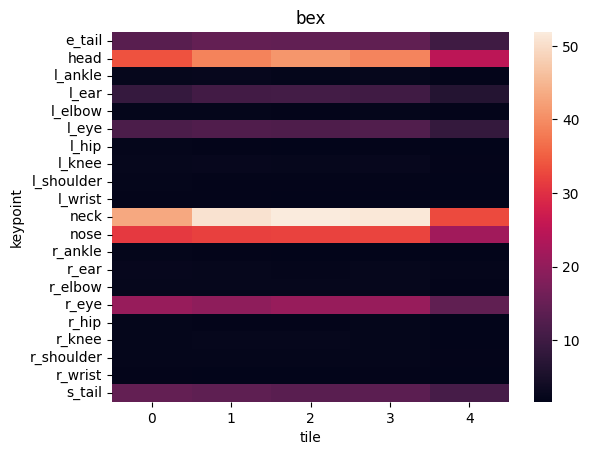 bex
keypoint
e_tail
head
l_ankle
l_ear
l_elbow
l_eye
l_hip
l_knee
l_shoulder
l_wrist
neck
nose
r_ankle
r_ear
r_elbow
r_eye
r_hip
r_knee
r_shoulder
r_wrist
s_tail
0 1 2 3 4
tile
50
40
30
20
10